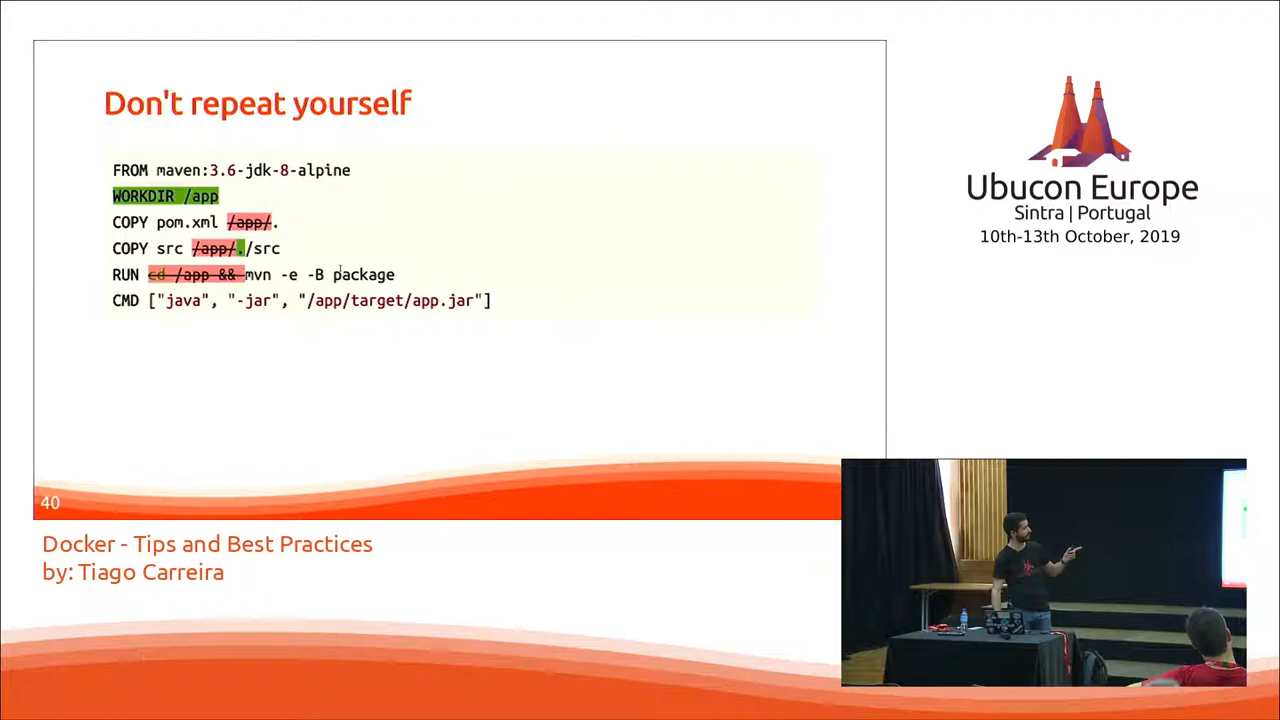 Don't repeat yourself
FROM maven:3.6-jdk-8-alpine
WORKDIR /app
COPY pom.xml /app/.
COPY src /app/./src
RUN cd /app && mvn -e -B package
CMD ["java", "-jar", "/app/target/app.jar"]
40
Docker - Tips and Best Practices
by: Tiago Carreira
Ubucon Europe
Sintra | Portugal
10th-13th October, 2019